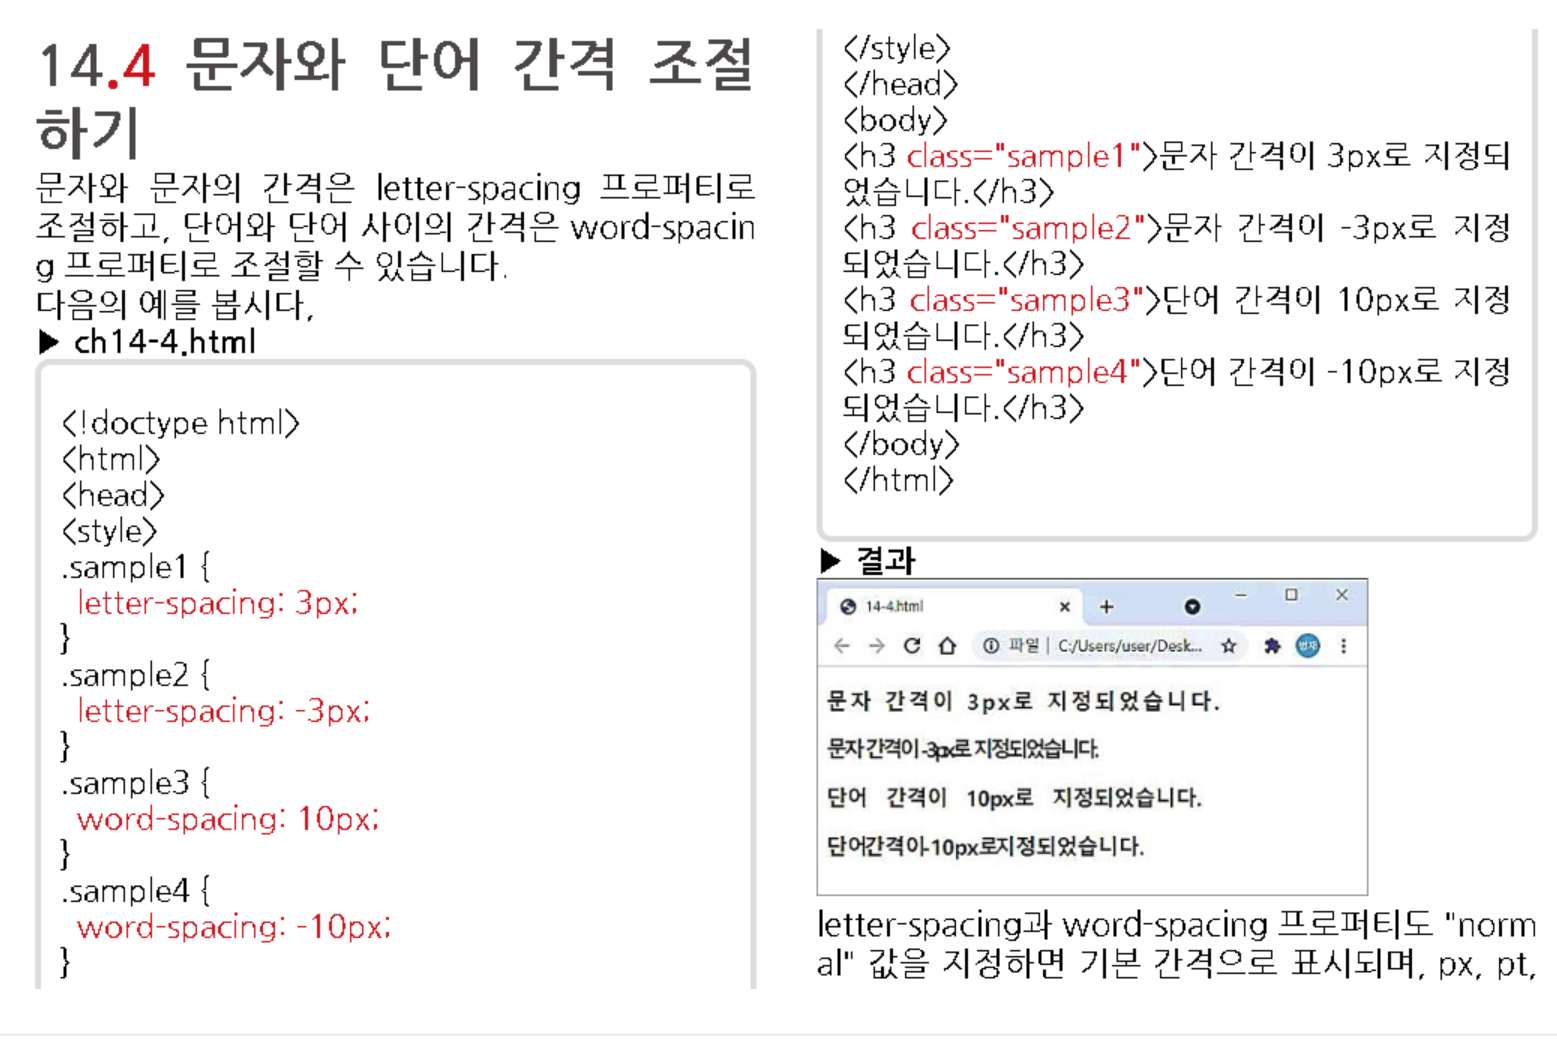 14.4 문자와 단어 간격 조절
하기
문자와 문자의 간격은 letter-spacing 프로퍼티로
조절하고, 단어와 단어 사이의 간격은 word-spacin
g 프로퍼티로 조절할 수 있습니다.
다음의 예를 봅시다,
▶ ch14-4.html
<!doctype html>
<html>
<head>
<style>
.sample1 {
letter-spacing: 3px;
}
.sample2 {
letter-spacing: -3px;
}
.sample3 {
word-spacing: 10px;
}
.sample4 {
word-spacing: -10px;
}
</style>
</head>
<body>
<h3 class="sample1">문자 간격이 3px로 지정되
었습니다.</h3>
<h3 class="sample2">문자 간격이 -3px로 지정
되었습니다.</h3>
<h3 class="sample3">단어 간격이 10px로 지정
되었습니다.</h3>
<h3 class="sample4">단어 간격이 -10px로 지정
되었습니다.</h3>
</body>
</html>
▶ 결과
14-4.html
파일 | C:/Users/user/Desk...
범재
문자 간격이 3px로 지정되었습니다.
문자 간격이 -3px로 지정되었습니다.
단어 간격이 10px로 지정되었습니다.
단어간격이-10px로지정되었습니다.
letter-spacing과 word-spacing 프로퍼티도 "norm
al" 값을 지정하면 기본 간격으로 표시되며, px, pt,